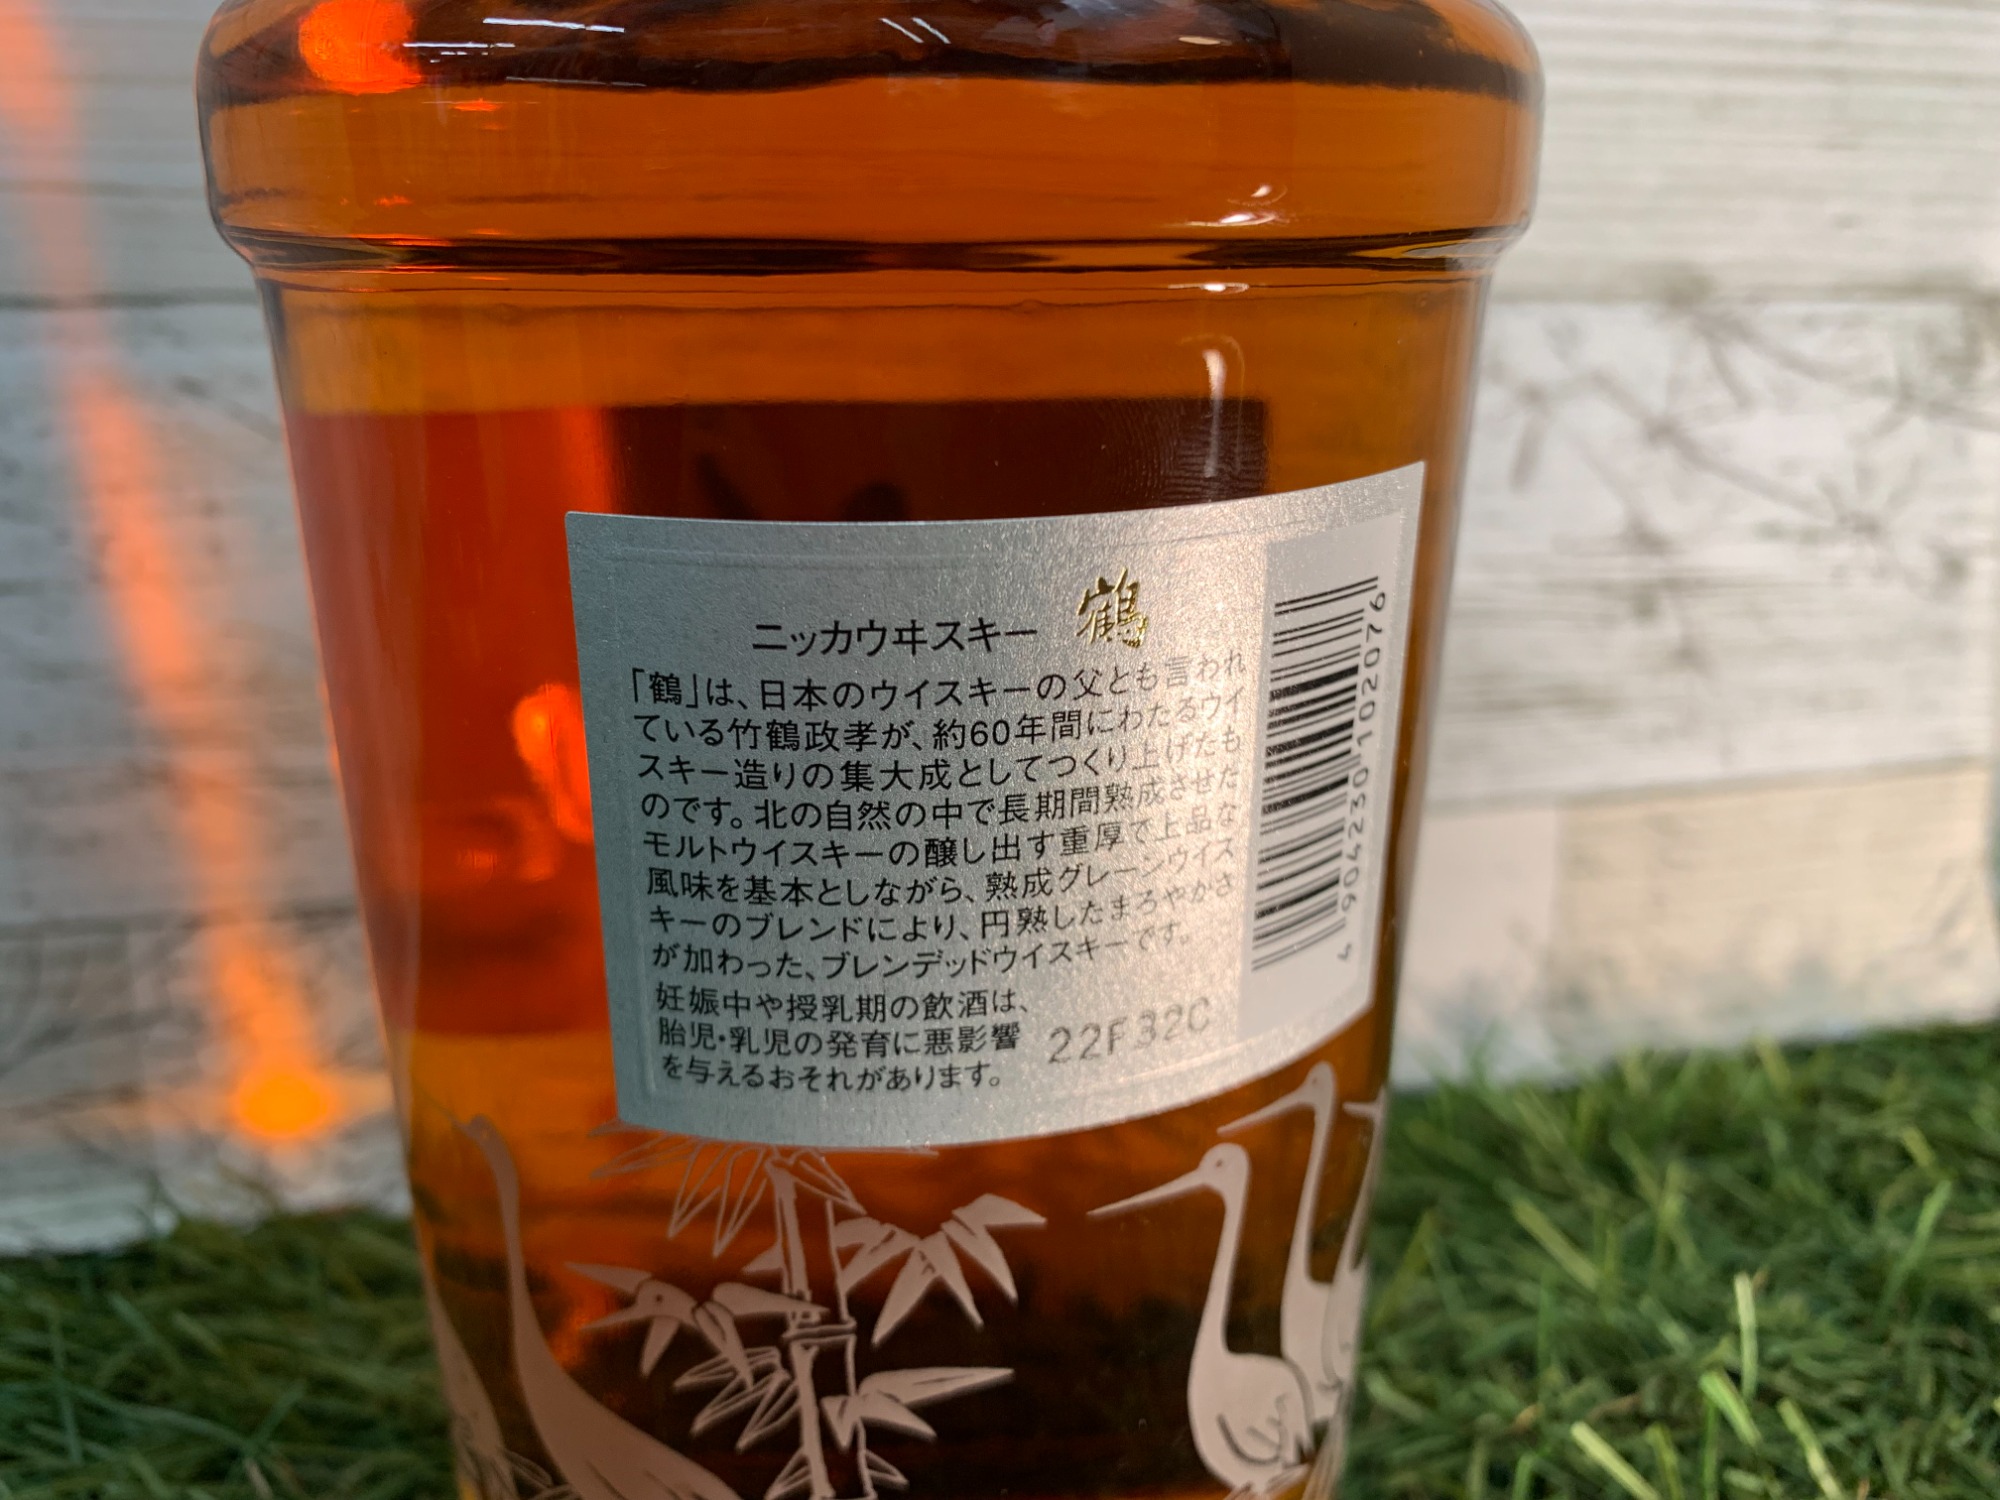 ニッカウヰスキー 鶴
「鶴」は、日本のウイスキーの父とも言われ
ている竹鶴政孝が、約60年間にわたるウイ
スキー造りの集大成としてつくり上げたも
のです。北の自然の中で長期間熟成させた
モルトウイスキーの醸し出す重厚で上品な
風味を基本としながら、熟成グレーンウイス
キーのブレンドにより、円熟したまろやかさ
が加わった、ブレンデッドウイスキーです。
妊娠中や授乳期の飲酒は、
胎児・乳児の発育に悪影響
を与えるおそれがあります。
22F32C
4904230102076